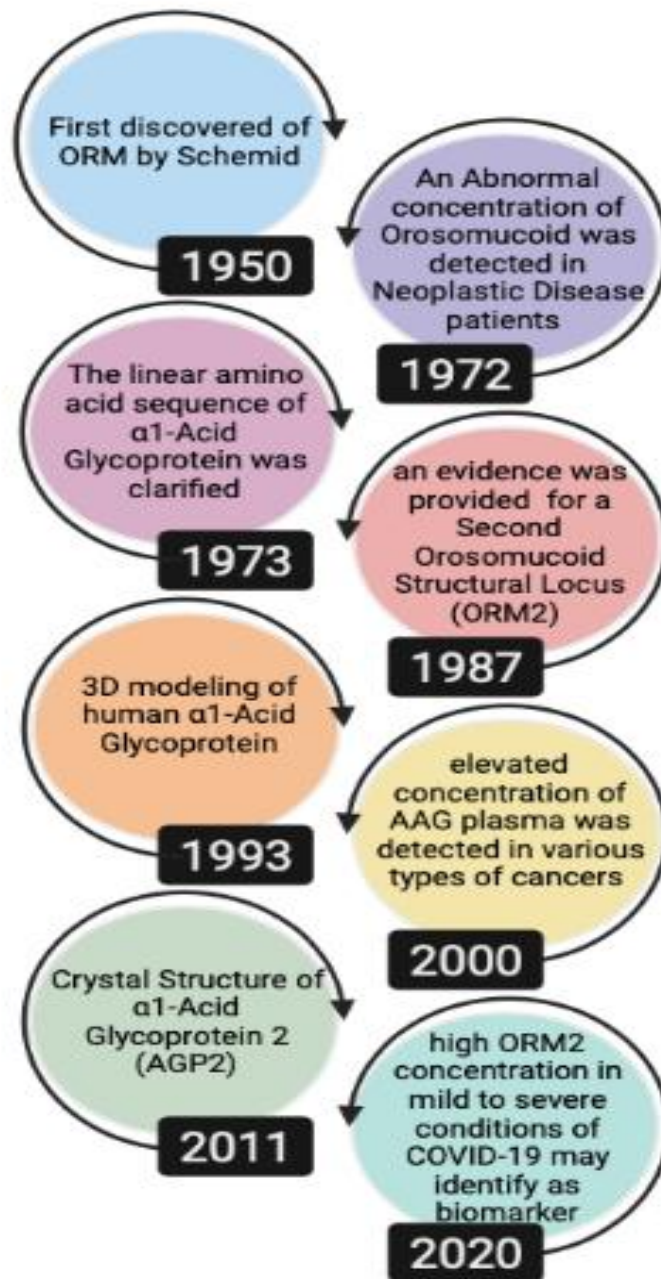 First discovered of
ORM by Schemid
1950
An Abnormal
concentration of
Orosomucoid was
detected in
Neoplastic Disease
patients
1972
The linear amino
acid sequence of
α1-Acid
Glycoprotein was
clarified
1973
an evidence was
provided for a
Second
Orosomucoid
Structural Locus
(ORM2)
1987
3D modeling of
human α1-Acid
Glycoprotein
1993
elevated
concentration of
AAG plasma was
detected in various
types of cancers
2000
Crystal Structure of
α1-Acid
Glycoprotein 2
(AGP2)
2011
high ORM2
concentration in
mild to severe
conditions of
COVID-19 may
identify as
biomarker
2020